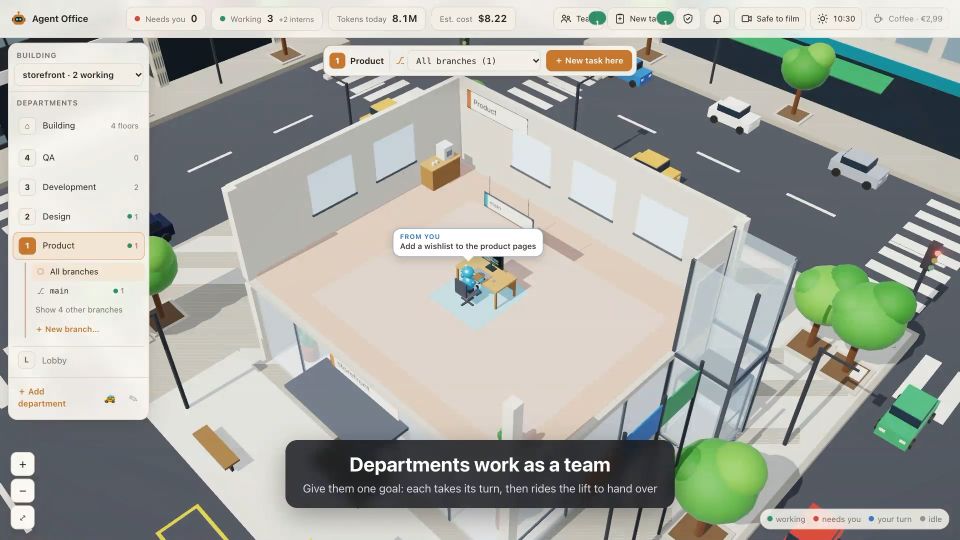 Agent Office
Needs you 0
Working 3 +2 interns
Tokens today 8.1M
Est. cost $8.22
New ta
Safe to film
10:30
Coffee · €2,99
BUILDING
storefront · 2 working
DEPARTMENTS
Building 4 floors
4 QA 0
3 Development 2
2 Design 1
1 Product 1
All branches
main 1
Show 4 other branches
+ New branch...
L Lobby
+ Add department
1 Product
All branches (1)
+ New task here
Product
main
FROM YOU
Add a wishlist to the product pages
storefront
Departments work as a team
Give them one goal: each takes its turn, then rides the lift to hand over
working
needs you
your turn
idle